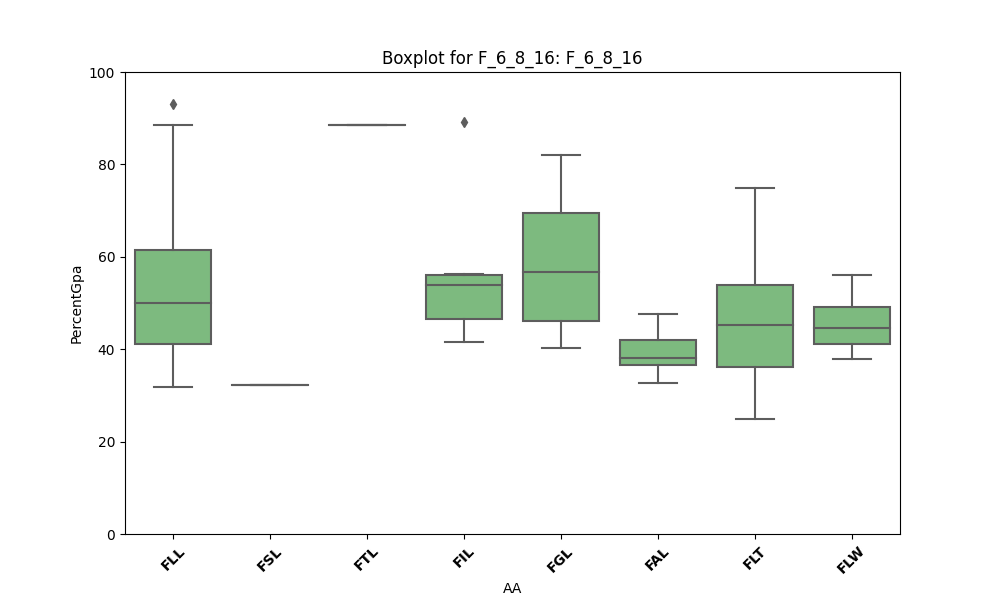 Boxplot for F_6_8_16: F_6_8_16
100
80
60
40
20
0
PercentGpa
FLL
FSL
FTL
FIL
FGL
FAL
FLT
FLW
AA